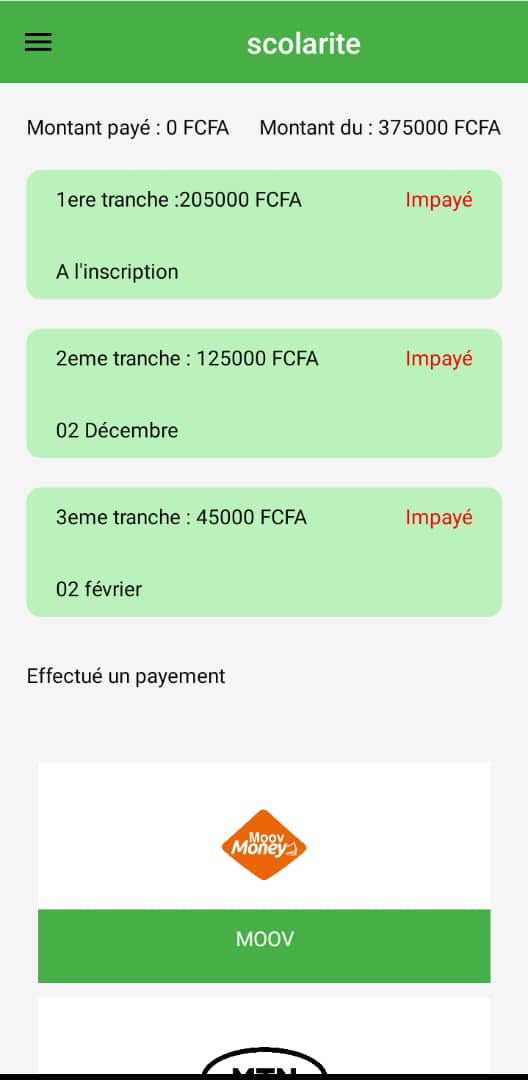 scolarite
Montant payé : 0 FCFA Montant du : 375000 FCFA
1ere tranche :205000 FCFA Impayé
A l'inscription
2eme tranche : 125000 FCFA Impayé
02 Décembre
3eme tranche : 45000 FCFA Impayé
02 février
Effectué un payement
Moov
Money
MOOV
MTN